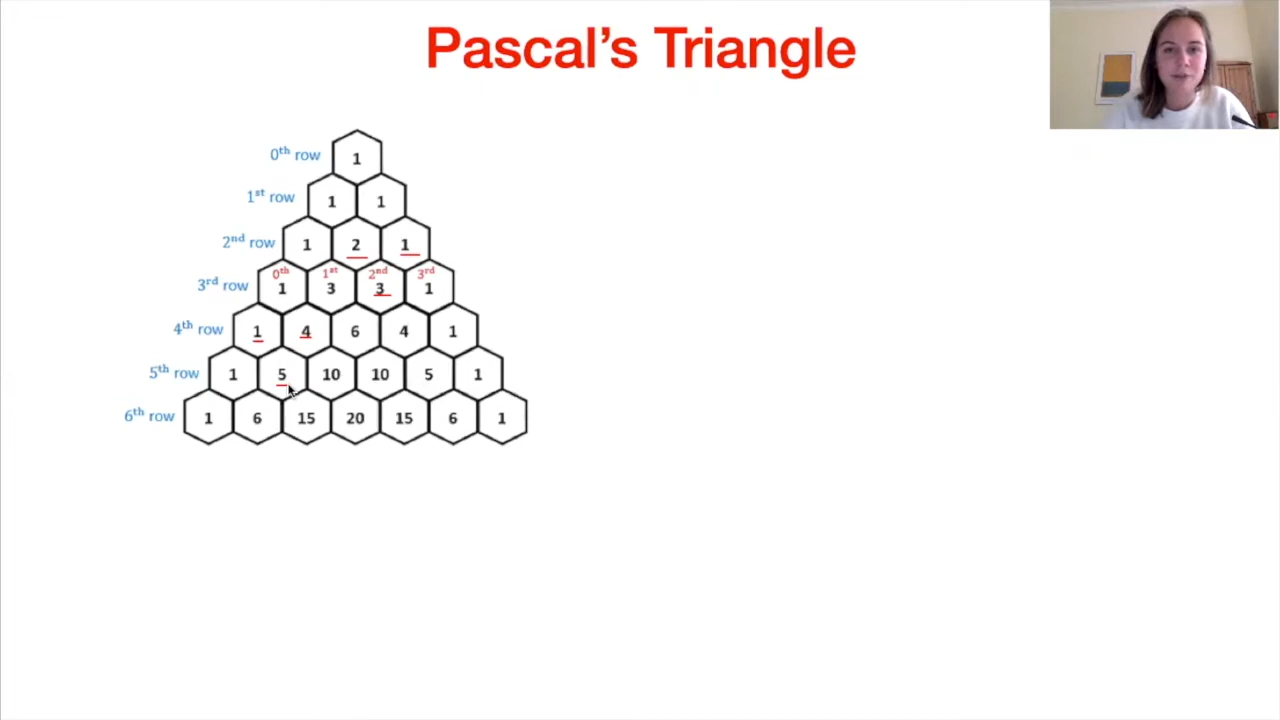 Pascal's Triangle
0th row 1
1st row 1 1
2nd row 1 2 1
0th 1st 2nd 3rd
3rd row 1 3 3 1
4th row 1 4 6 4 1
5th row 1 5 10 10 5 1
6th row 1 6 15 20 15 6 1